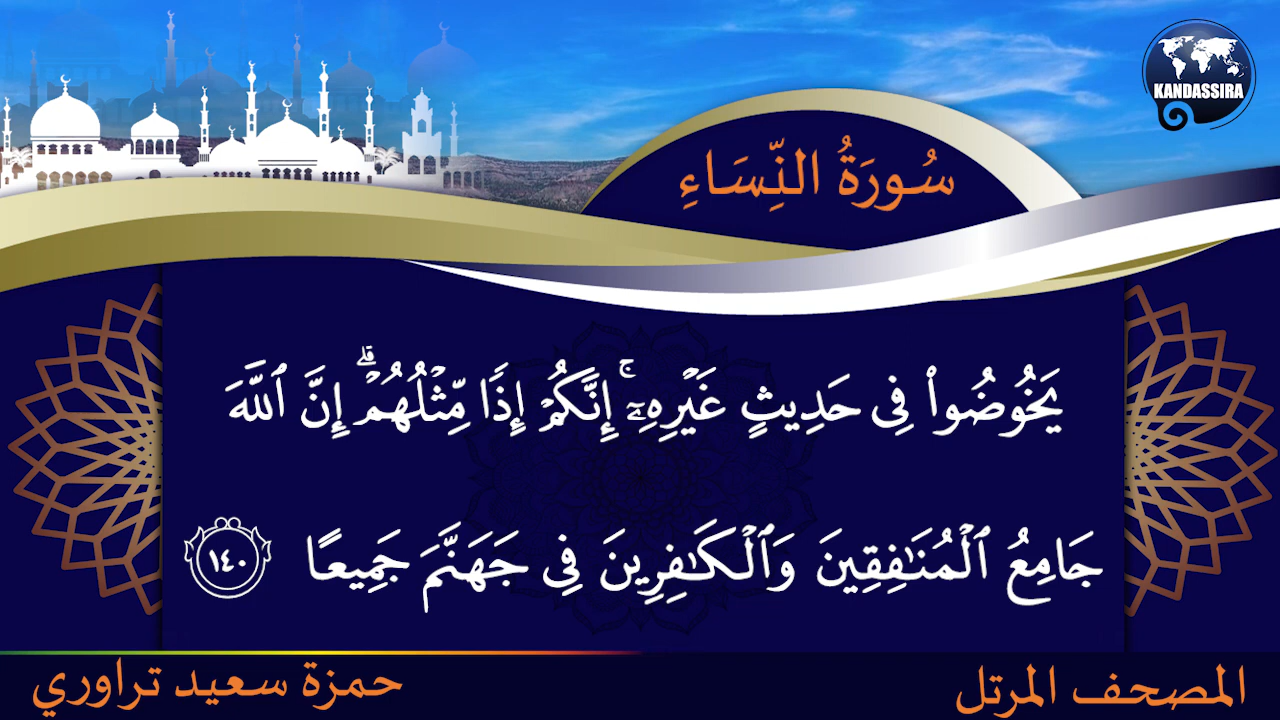 KANDASSIRA
سُورَةُ النِّسَاءِ
يَخُوضُوا۟ فِى حَدِيثٍ غَيْرِهِۦٓ ۚ إِنَّكُمْ إِذًا مِّثْلُهُمْ ۗ إِنَّ ٱللَّهَ
جَامِعُ ٱلْمُنَـٰفِقِينَ وَٱلْكَـٰفِرِينَ فِى جَهَنَّمَ جَمِيعًا ١٤٠
المصحف المرتل
حمزة سعيد تراوري